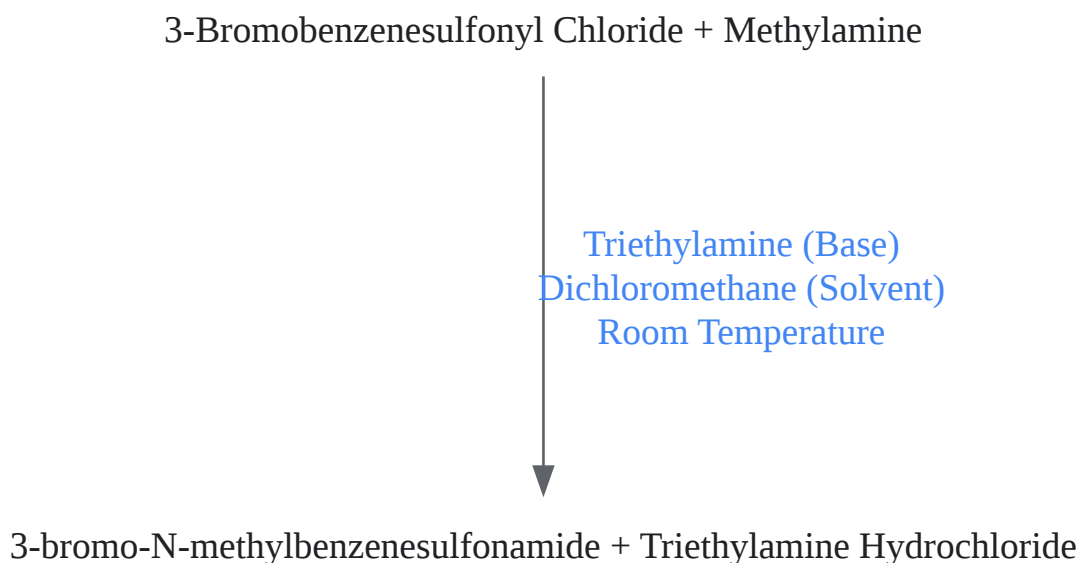 3-Bromobenzenesulfonyl Chloride + Methylamine
Triethylamine (Base)
Dichloromethane (Solvent)
Room Temperature
3-bromo-N-methylbenzenesulfonamide + Triethylamine Hydrochloride